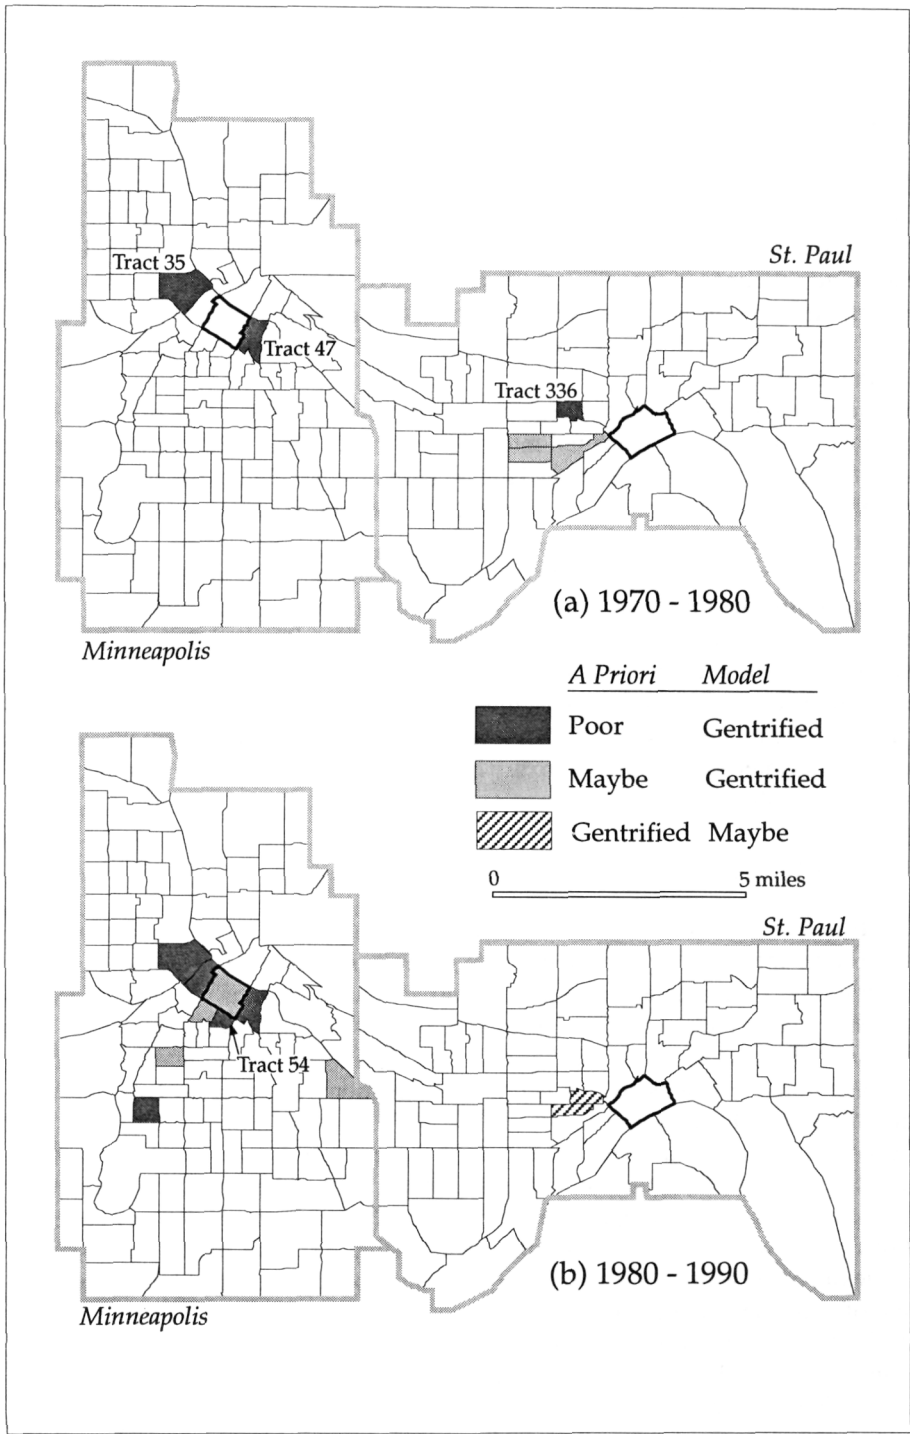 Tract 35
St. Paul
Tract 47
Tract 336
(a) 1970 - 1980
Minneapolis
A Priori Model
Poor Gentrified
Maybe Gentrified
Gentrified Maybe
0 5 miles
St. Paul
Tract 54
(b) 1980 - 1990
Minneapolis